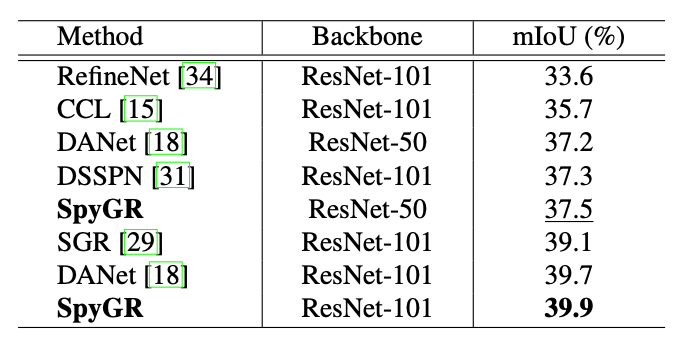 Method Backbone mIoU (%)
RefineNet [34] ResNet-101 33.6
CCL [15] ResNet-101 35.7
DANet [18] ResNet-50 37.2
DSSPN [31] ResNet-101 37.3
SpyGR ResNet-50 37.5
SGR [29] ResNet-101 39.1
DANet [18] ResNet-101 39.7
SpyGR ResNet-101 39.9